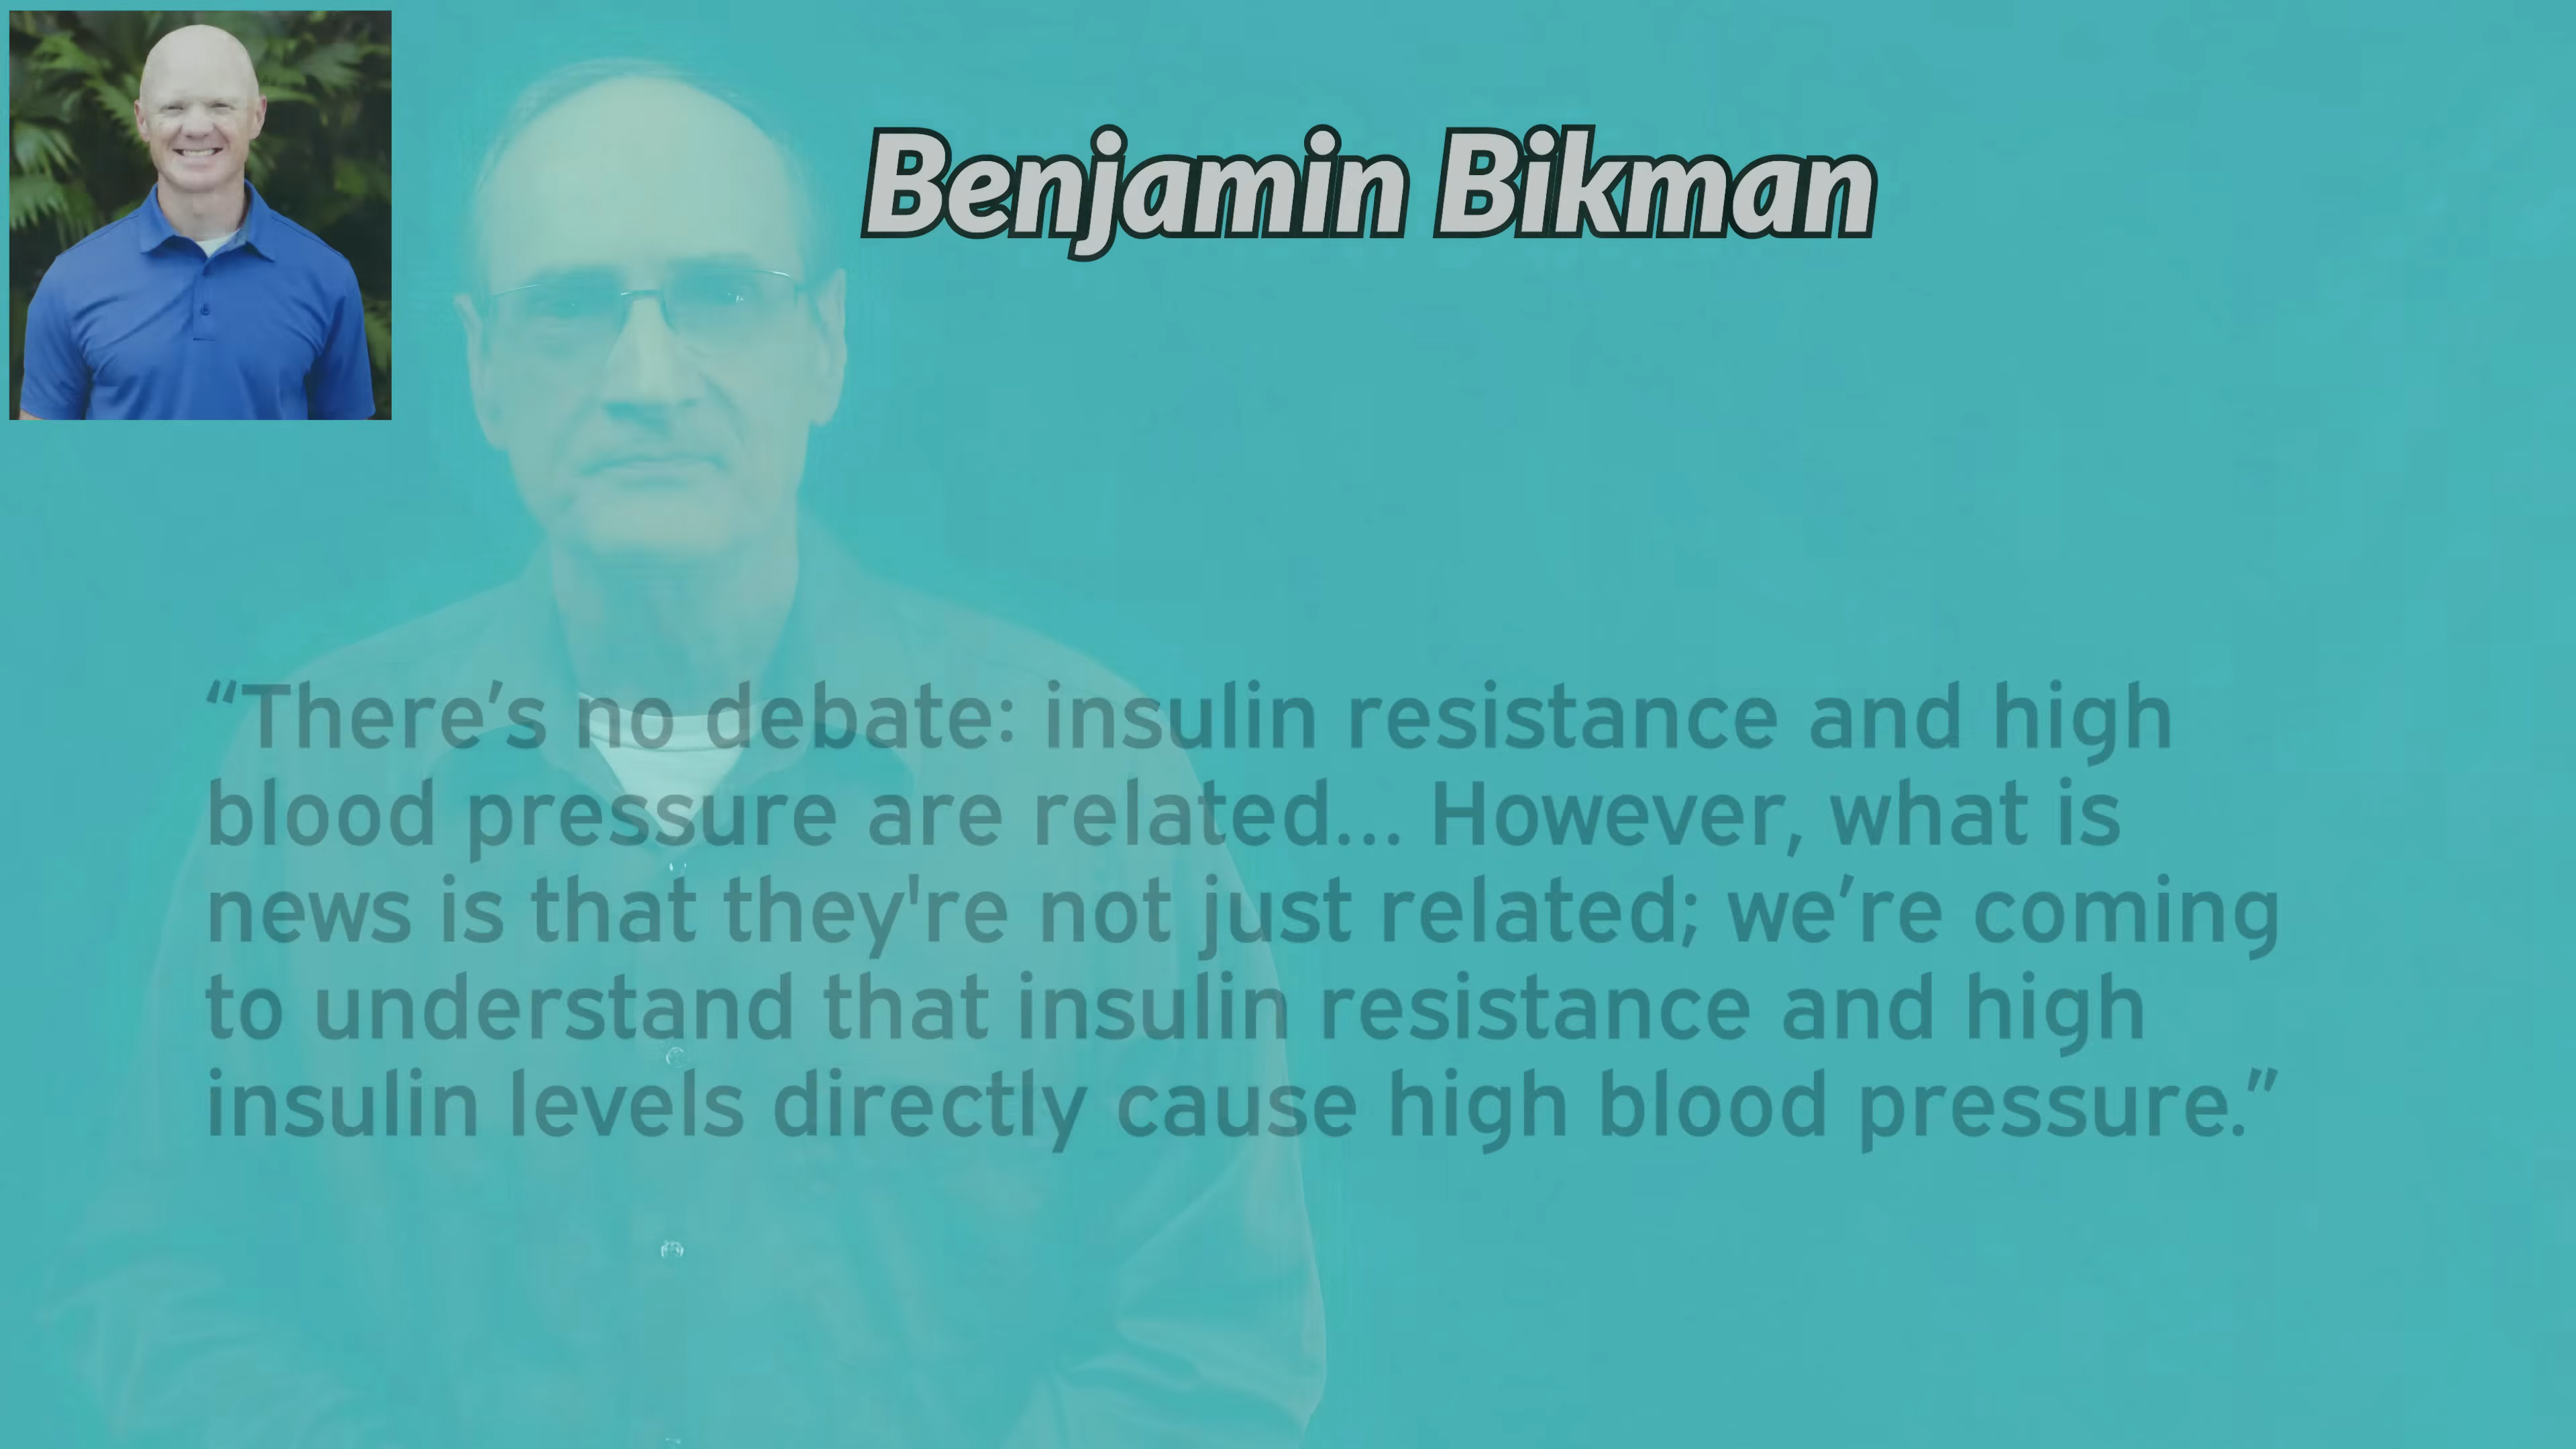 Benjamin Bikman
“There’s no debate: insulin resistance and high
blood pressure are related... However, what is
news is that they're not just related; we’re coming
to understand that insulin resistance and high
insulin levels directly cause high blood pressure.”